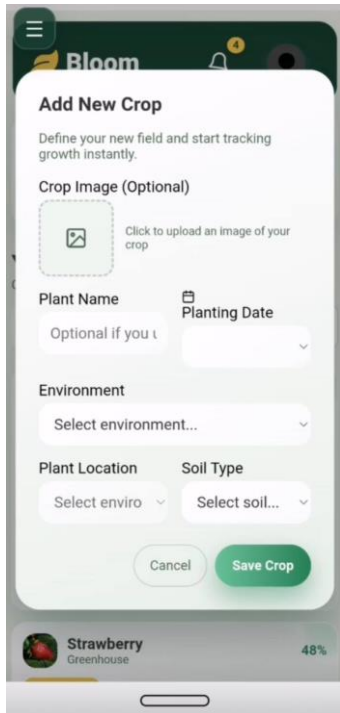 Bloom
4
Add New Crop
Define your new field and start tracking
growth instantly.
Crop Image (Optional)
Click to upload an image of your
crop
Plant Name
Planting Date
Optional if you
Environment
Select environment...
Plant Location
Soil Type
Select enviro
Select soil...
Cancel
Save Crop
Strawberry
48%
Greenhouse